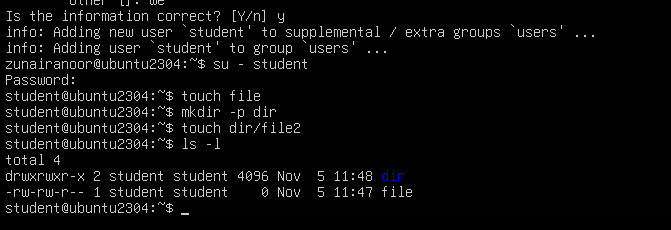 other []: we
Is the information correct? [Y/n] y
info: Adding new user `student' to supplemental / extra groups `users' ...
info: Adding user `student' to group `users' ...
zunairanoor@ubuntu2304:~$ su - student
Password:
student@ubuntu2304:~$ touch file
student@ubuntu2304:~$ mkdir -p dir
student@ubuntu2304:~$ touch dir/file2
student@ubuntu2304:~$ ls -l
total 4
drwxrwxr-x 2 student student 4096 Nov  5 11:48 dir
-rw-rw-r-- 1 student student    0 Nov  5 11:47 file
student@ubuntu2304:~$ _